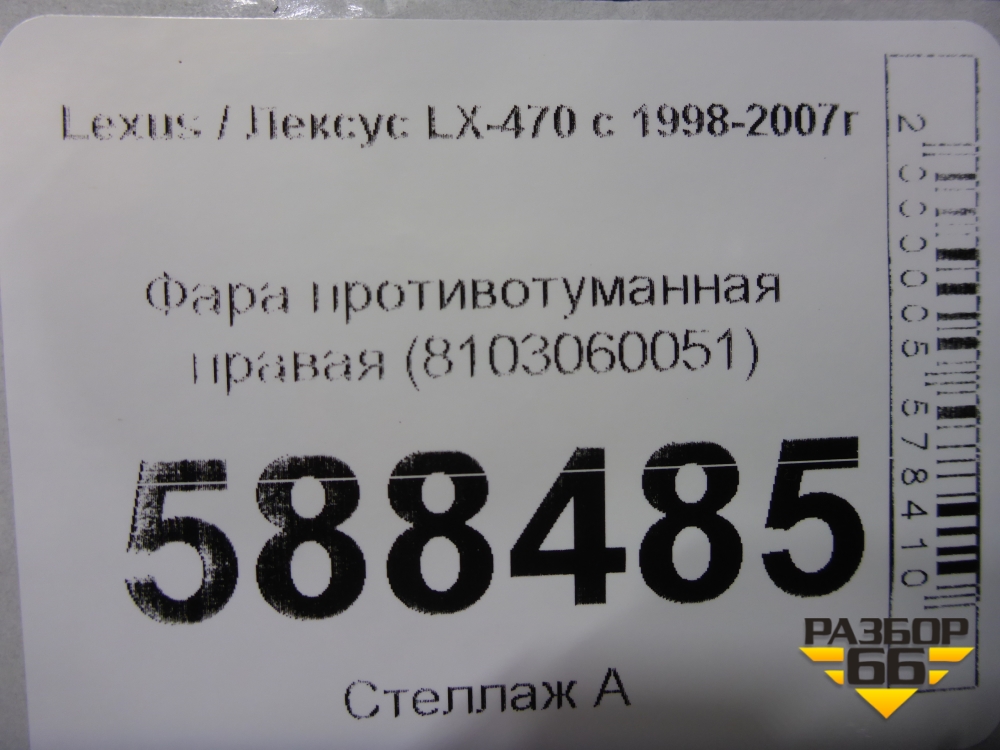 Lexus / Лексус LX-470 с 1998-2007г
Фара противотуманная
правая (8103060051)
588485
Стеллаж А
2000005578410
РАЗБОР
66